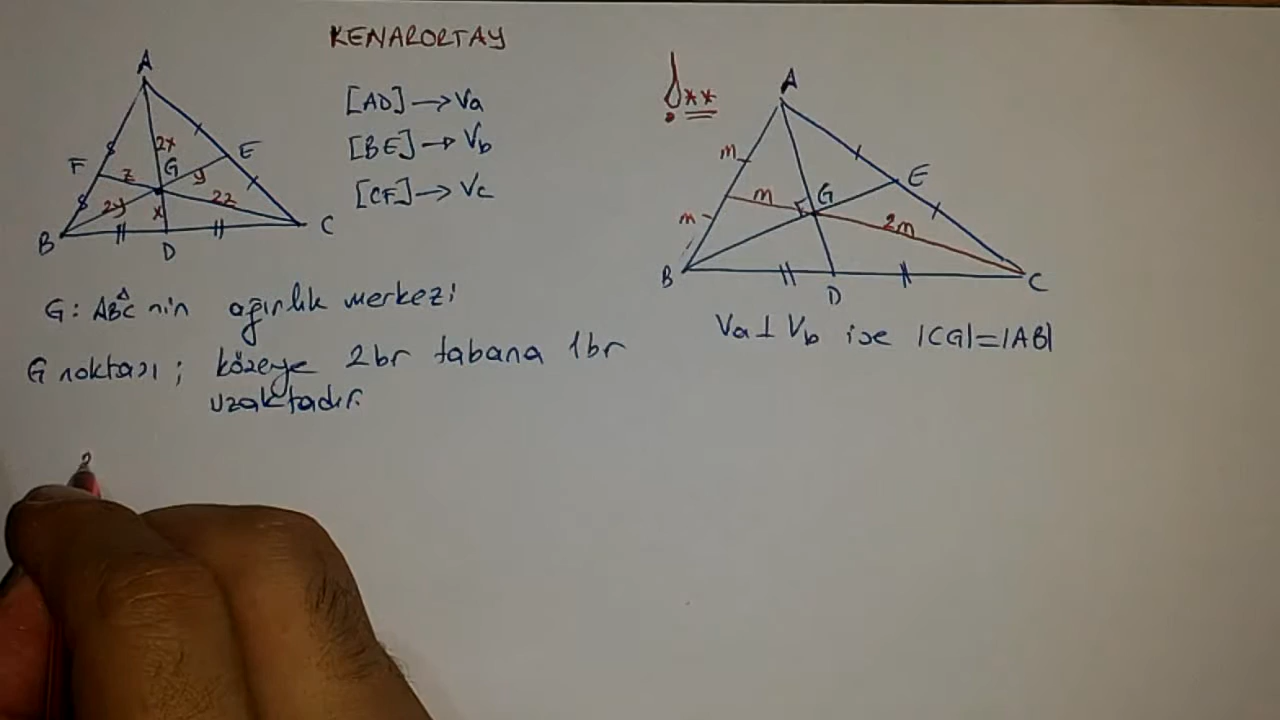 KENARORTAY
A
F
E
G
2x
z
y
2y
x
2z
B
D
C
[AD] → Va
[BE] → Vb
[CF] → Vc
G: ABC nin ağırlık merkezi
G noktası ; köşeye 2br tabana 1br
uzaktadır.
**
A
m
m
m
G
E
2m
B
D
C
Va ⊥ Vb ise |CG|=|AB|